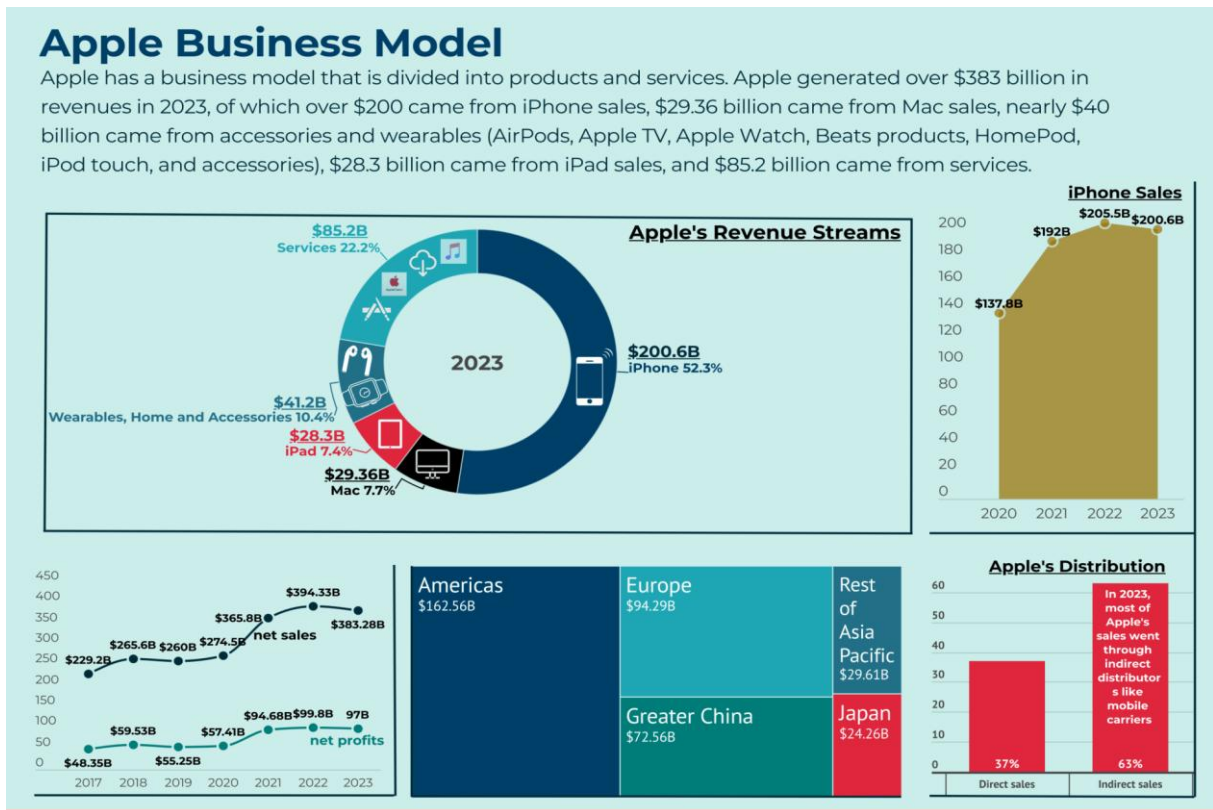 Apple Business Model
Apple has a business model that is divided into products and services. Apple generated over $383 billion in
revenues in 2023, of which over $200 came from iPhone sales, $29.36 billion came from Mac sales, nearly $40
billion came from accessories and wearables (AirPods, Apple TV, Apple Watch, Beats products, HomePod,
iPod touch, and accessories), $28.3 billion came from iPad sales, and $85.2 billion came from services.
Apple's Revenue Streams
$85.2B
Services 22.2%
2023
$200.6B
iPhone 52.3%
$41.2B
Wearables, Home and Accessories 10.4%
$28.3B
iPad 7.4%
$29.36B
Mac 7.7%
iPhone Sales
200
180
160
140
120
100
80
60
40
20
0
$137.8B
$192B
$205.5B
$200.6B
2020 2021 2022 2023
450
400
350
300
250
200
150
100
50
0
$229.2B
$265.6B
$260B
$274.5B
$365.8B
$394.33B
$383.28B
net sales
$48.35B
$59.53B
$55.25B
$57.41B
$94.68B
$99.8B
97B
net profits
2017 2018 2019 2020 2021 2022 2023
Americas
$162.56B
Europe
$94.29B
Greater China
$72.56B
Rest
of
Asia
Pacific
$29.61B
Japan
$24.26B
Apple's Distribution
60
50
40
30
20
10
0
In 2023,
most of
Apple's
sales went
through
indirect
distributor
s like
mobile
carriers
37%
63%
Direct sales
Indirect sales